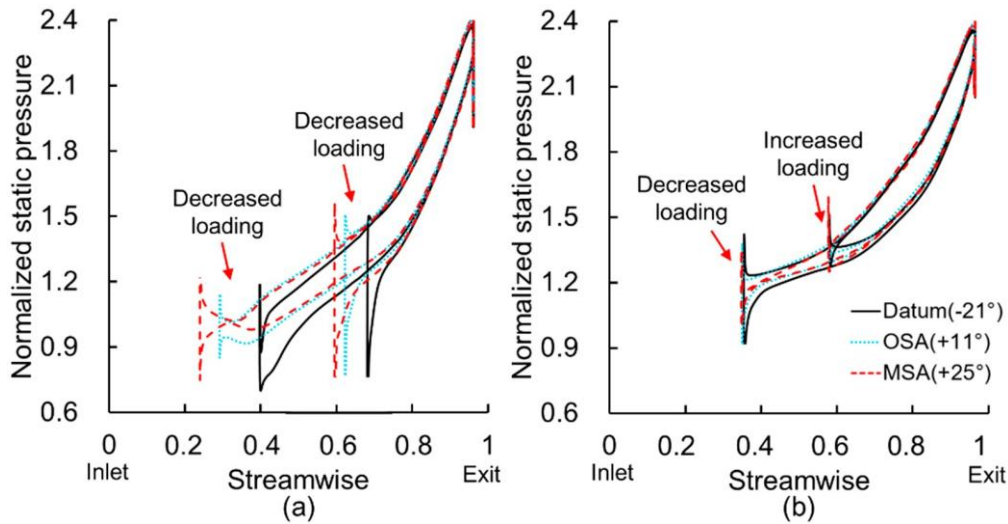 2.4
2.1
1.8
1.5
1.2
0.9
0.6
Normalized static pressure
Decreased
loading
Decreased
loading
0 0.2 0.4 0.6 0.8 1
Inlet Streamwise Exit
(a)
2.4
2.1
1.8
1.5
1.2
0.9
0.6
Normalized static pressure
Increased
loading
Decreased
loading
Datum(-21°)
OSA(+11°)
MSA(+25°)
0 0.2 0.4 0.6 0.8 1
Inlet Streamwise Exit
(b)